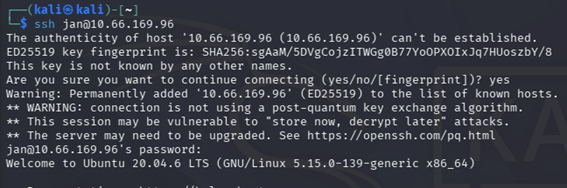 ┌──(kali㉿kali)-[~]
└─$ ssh jan@10.66.169.96
The authenticity of host '10.66.169.96 (10.66.169.96)' can't be established.
ED25519 key fingerprint is: SHA256:sgAaM/5DVgCojzITWGg0B77YoOPXOIxJq7HUoszbY/8
This key is not known by any other names.
Are you sure you want to continue connecting (yes/no/[fingerprint])? yes
Warning: Permanently added '10.66.169.96' (ED25519) to the list of known hosts.
** WARNING: connection is not using a post-quantum key exchange algorithm.
** This session may be vulnerable to "store now, decrypt later" attacks.
** The server may need to be upgraded. See https://openssh.com/pq.html
jan@10.66.169.96's password:
Welcome to Ubuntu 20.04.6 LTS (GNU/Linux 5.15.0-139-generic x86_64)